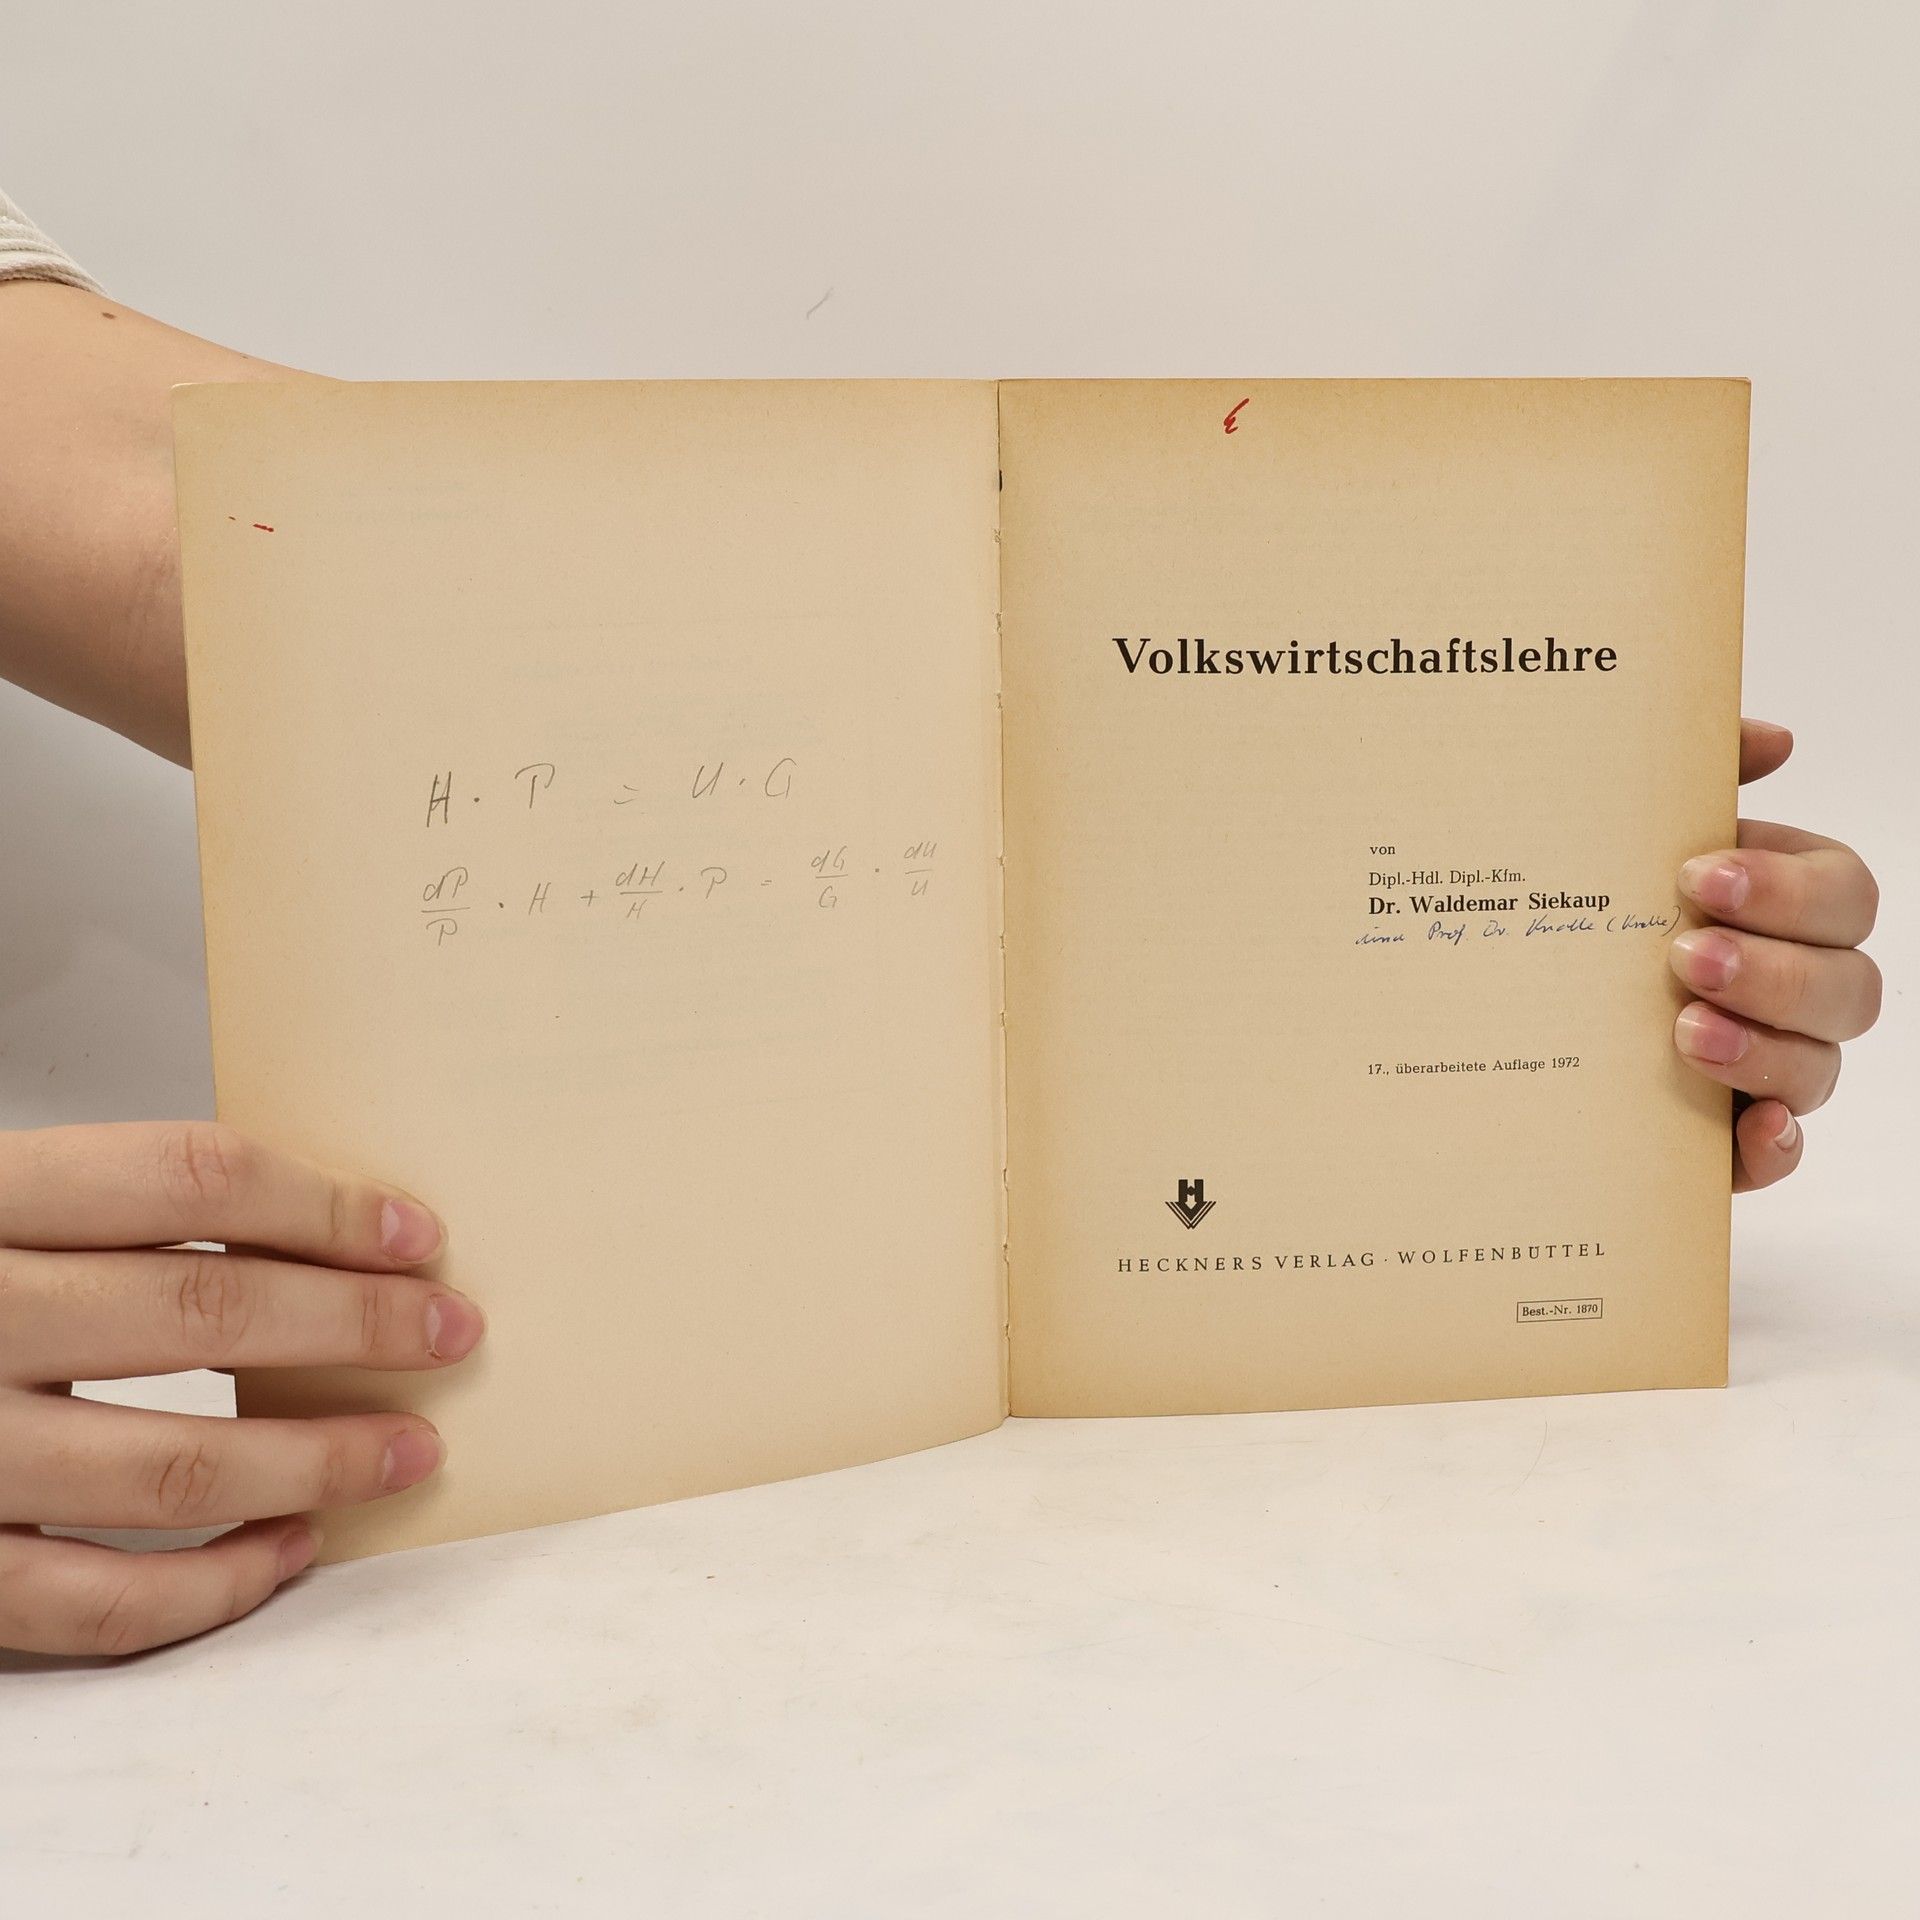 H · P = U · G
dP/P · H + dH/H · P = dG/G · dU/U
Volkswirtschaftslehre
von
Dipl.-Hdl. Dipl.-Kfm.
Dr. Waldemar Siekaup
Prof. Dr.
17., überarbeitete Auflage 1972
H
HECKNERS VERLAG · WOLFENBÜTTEL
Best.-Nr. 1870